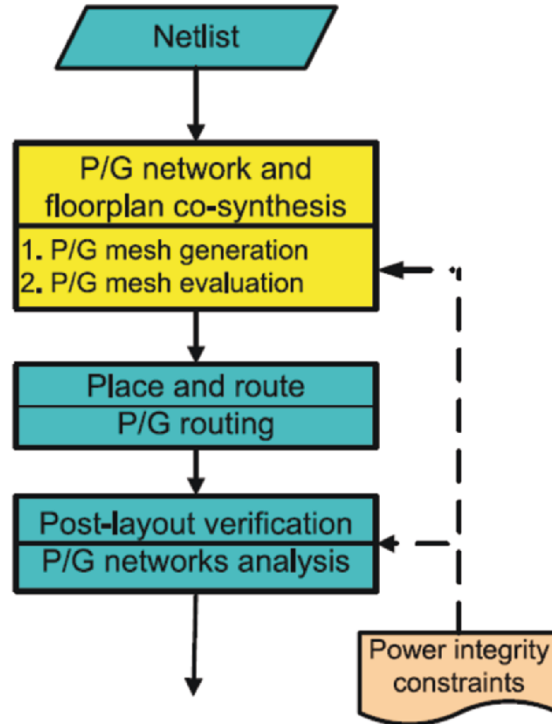 Netlist
P/G network and
floorplan co-synthesis
1. P/G mesh generation
2. P/G mesh evaluation
Place and route
P/G routing
Post-layout verification
P/G networks analysis
Power integrity
constraints